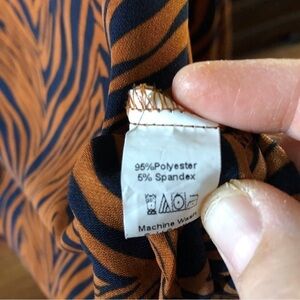 95%Polyester
5% Spandex
Machine Wash